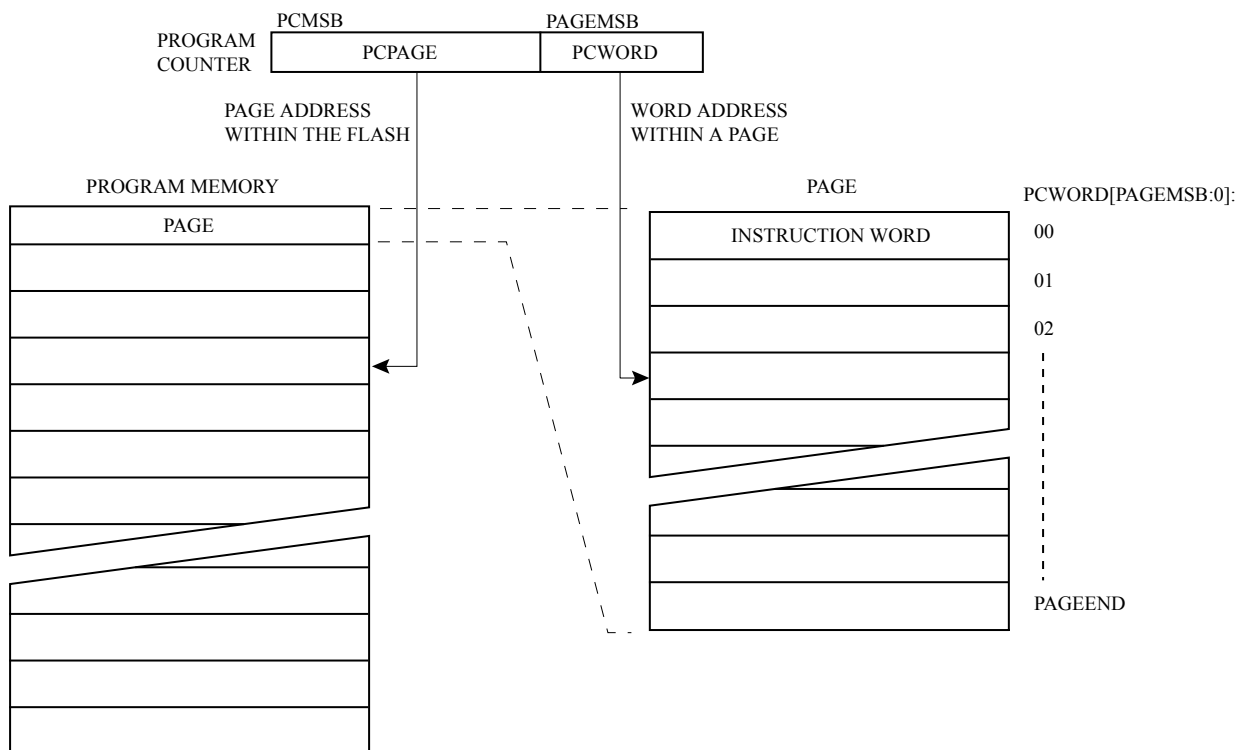 PCMSB
PAGEMSB
PROGRAM
COUNTER
PCPAGE
PCWORD
PAGE ADDRESS
WITHIN THE FLASH
WORD ADDRESS
WITHIN A PAGE
PROGRAM MEMORY
PAGE
PAGE
PCWORD[PAGEMSB:0]:
INSTRUCTION WORD
00
01
02
PAGEEND